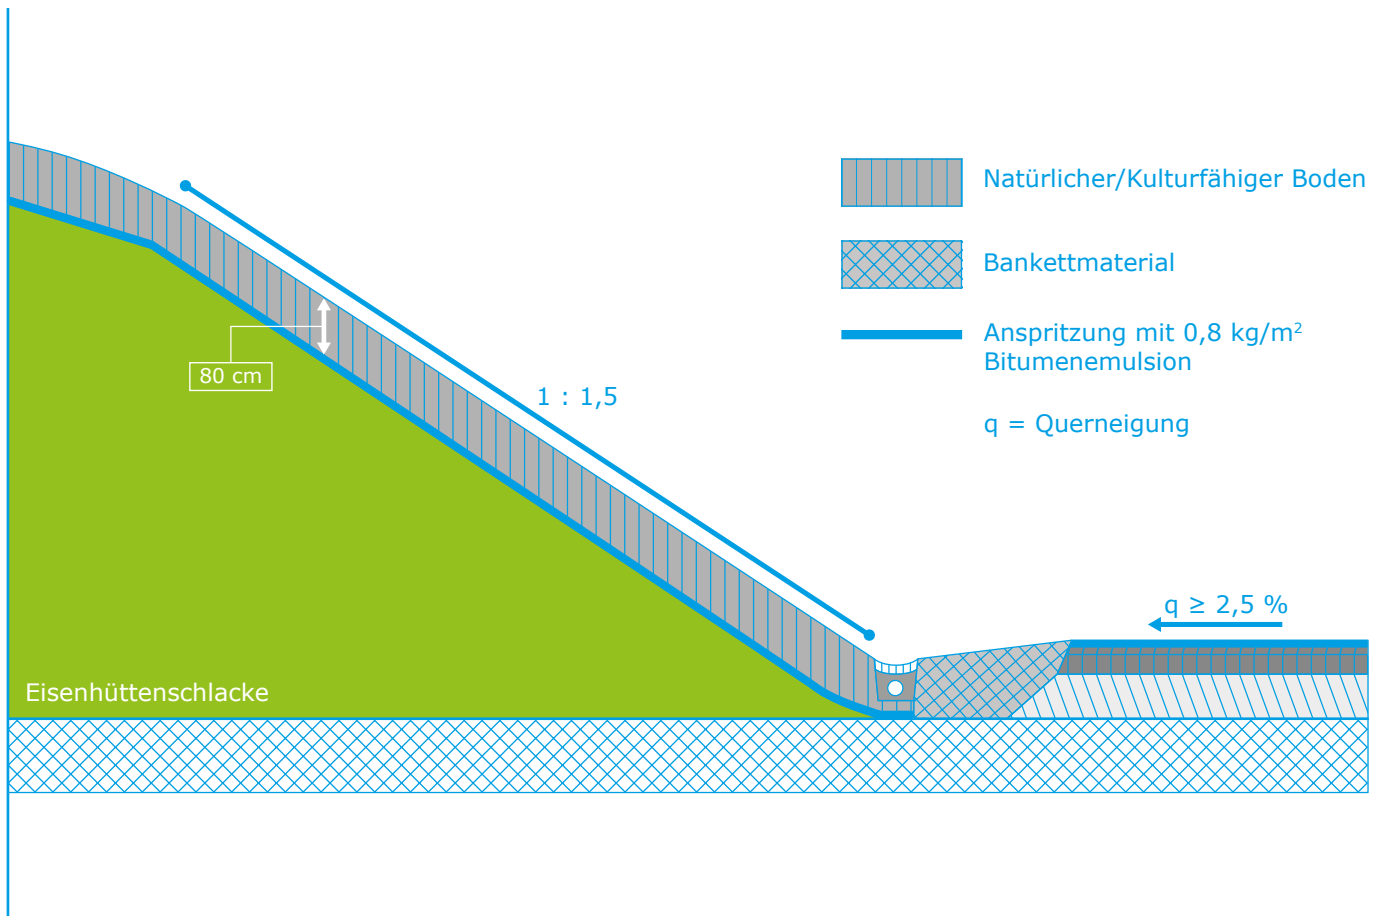 Natürlicher/Kulturfähiger Boden
Bankettmaterial
Anspritzung mit 0,8 kg/m²
Bitumenemulsion
q = Querneigung
80 cm
1 : 1,5
q ≥ 2,5 %
Eisenhüttenschlacke